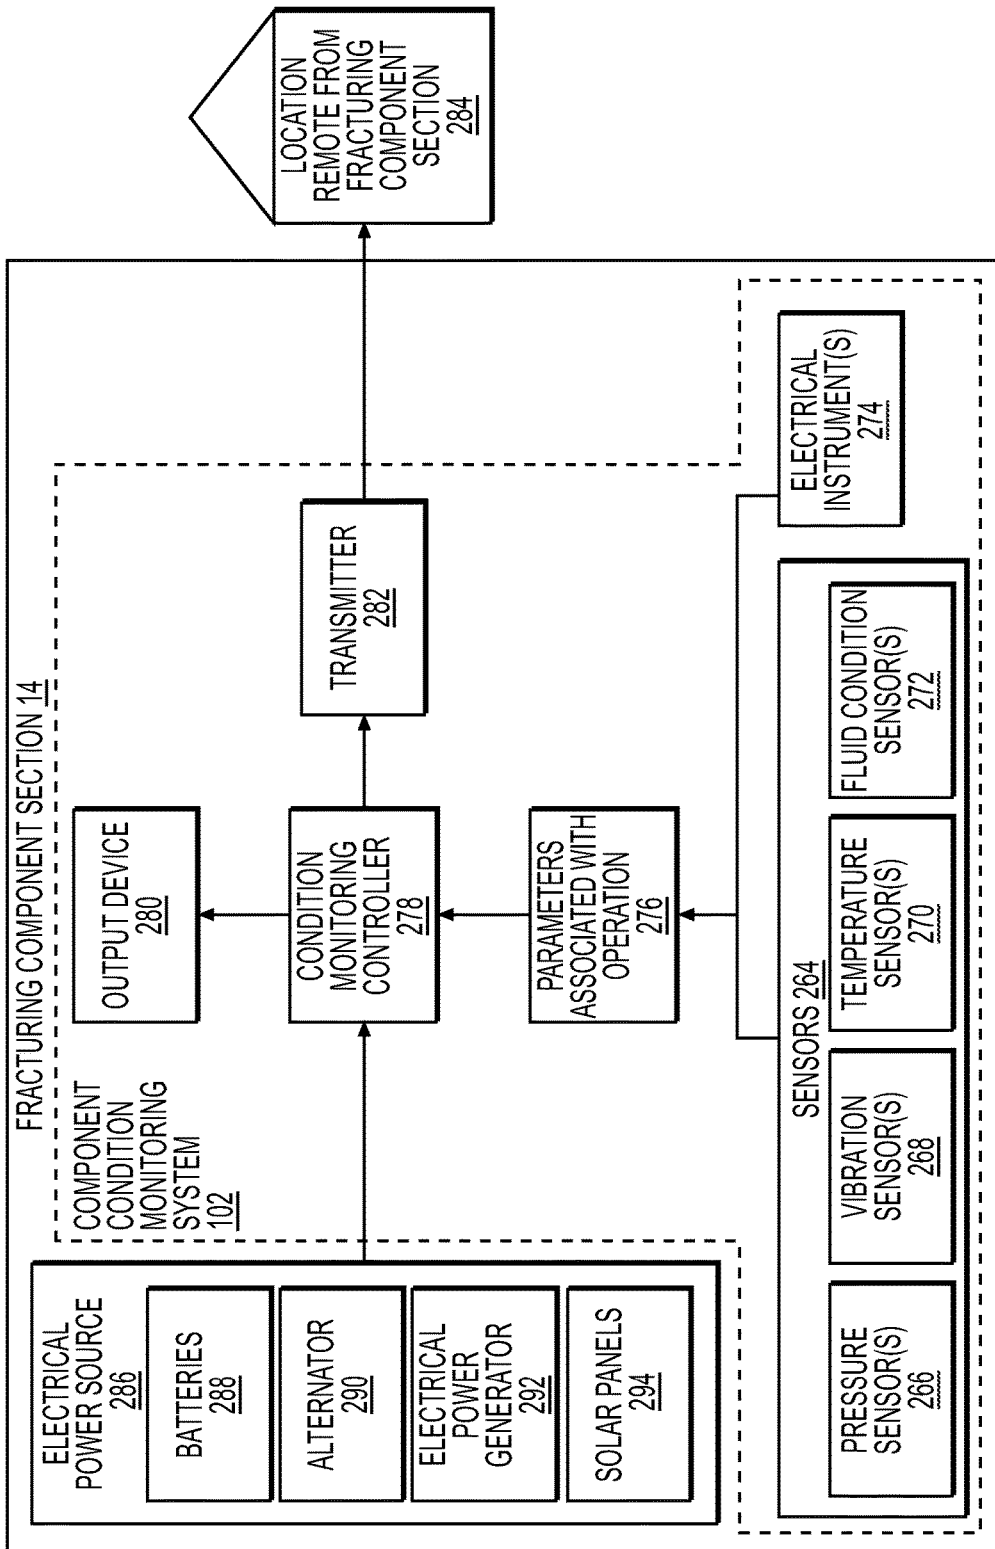 FRACTURING COMPONENT SECTION 14
ELECTRICAL
POWER SOURCE
286
BATTERIES
288
ALTERNATOR
290
ELECTRICAL
POWER
GENERATOR
292
SOLAR PANELS
294
COMPONENT
CONDITION
MONITORING
SYSTEM
102
OUTPUT DEVICE
280
CONDITION
MONITORING
CONTROLLER
278
PARAMETERS
ASSOCIATED WITH
OPERATION
276
TRANSMITTER
282
LOCATION
REMOTE FROM
FRACTURING
COMPONENT
SECTION
284
SENSORS 264
PRESSURE
SENSOR(S)
266
VIBRATION
SENSOR(S)
268
TEMPERATURE
SENSOR(S)
270
FLUID CONDITION
SENSOR(S)
272
ELECTRICAL
INSTRUMENT(S)
274